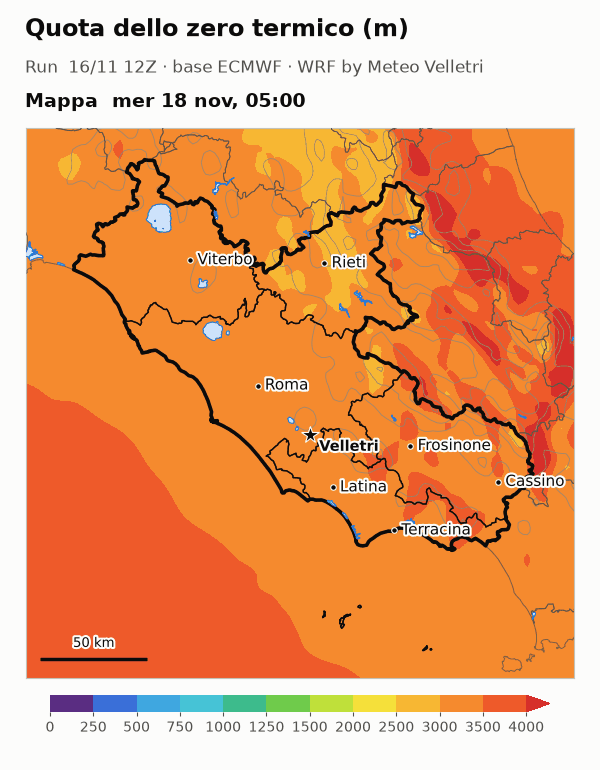 Quota dello zero termico (m)
Run  16/11 12Z · base ECMWF · WRF by Meteo Velletri
Mappa  mer 18 nov, 05:00
Viterbo
Rieti
Roma
Velletri
Frosinone
Latina
Cassino
Terracina
50 km
0 250 500 750 1000 1250 1500 2000 2500 3000 3500 4000